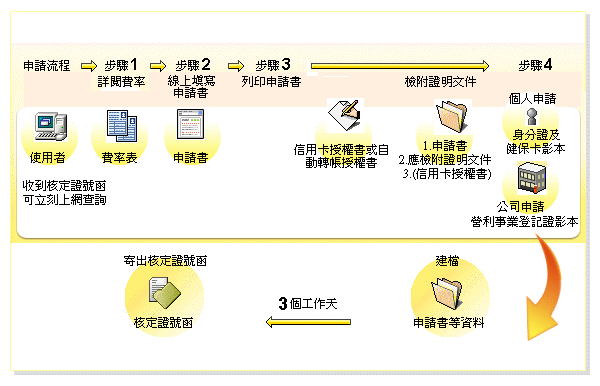 申請流程
步驟1
詳閱費率
步驟2
線上填寫
申請書
步驟3
列印申請書
檢附證明文件
步驟4
使用者
費率表
申請書
信用卡授權書或自
動轉帳授權書
1.申請書
2.應檢附證明文件
3.(信用卡授權書)
個人申請
身分證及
健保卡影本
公司申請
營利事業登記證影本
收到核定證號函
可立刻上網查詢
寄出核定證號函
核定證號函
3個工作天
建檔
申請書等資料